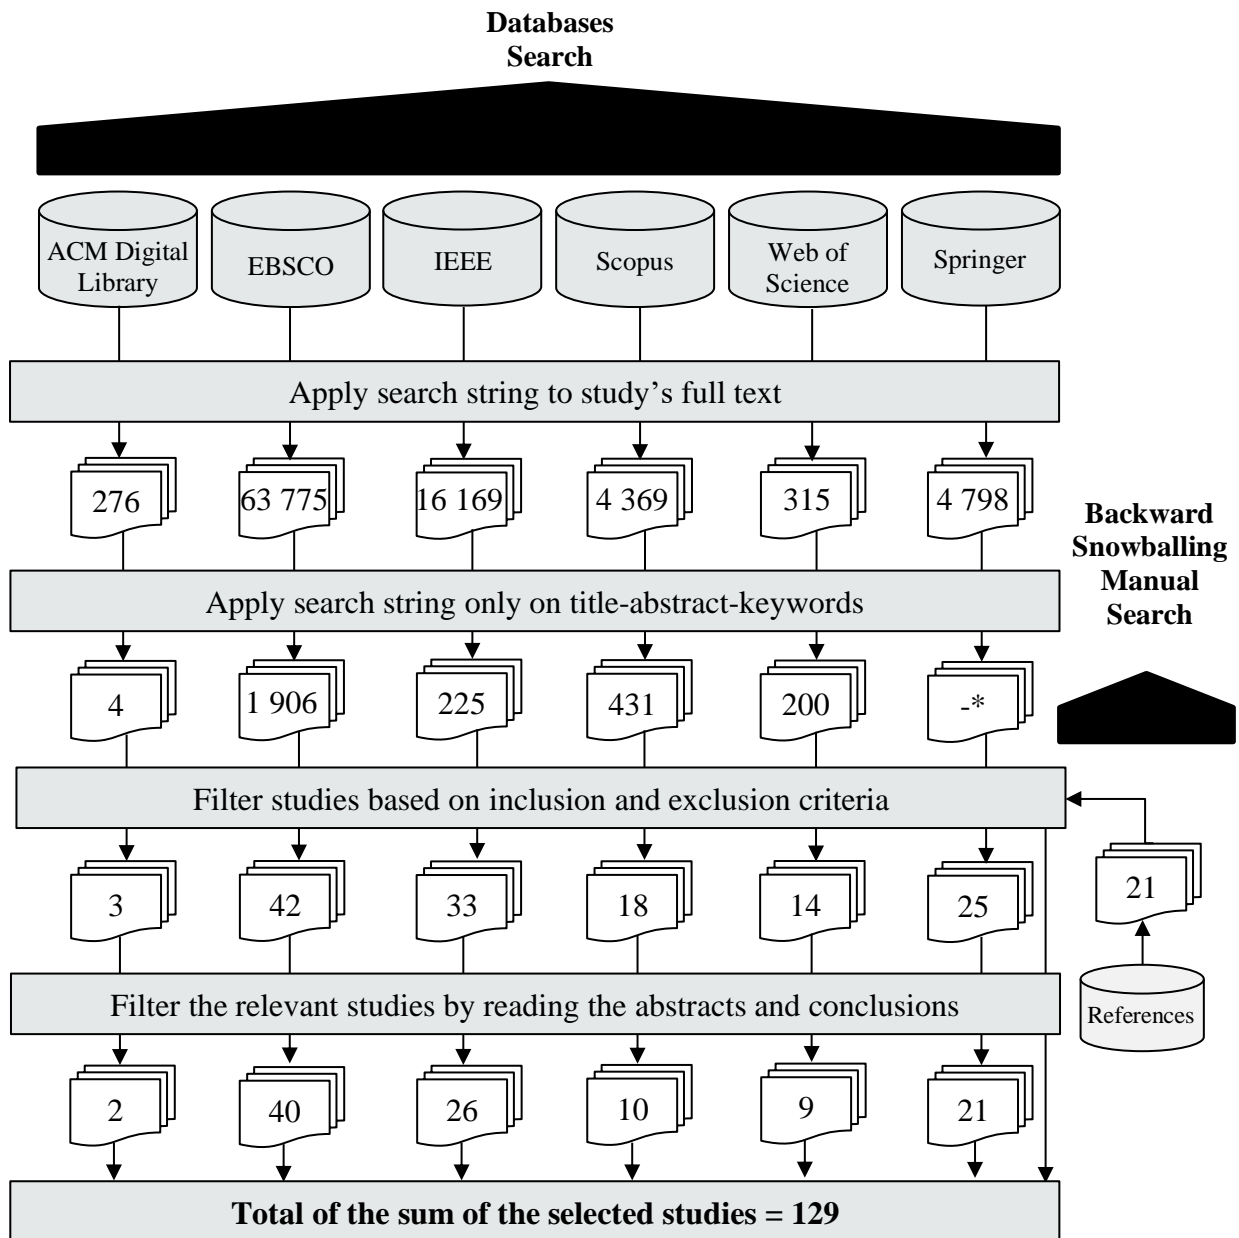 Databases
Search
ACM Digital
Library
EBSCO
IEEE
Scopus
Web of
Science
Springer
Apply search string to study’s full text
276
63 775
16 169
4 369
315
4 798
Backward
Snowballing
Manual
Search
Apply search string only on title-abstract-keywords
4
1 906
225
431
200
-*
Filter studies based on inclusion and exclusion criteria
3
42
33
18
14
25
21
References
Filter the relevant studies by reading the abstracts and conclusions
2
40
26
10
9
21
Total of the sum of the selected studies = 129